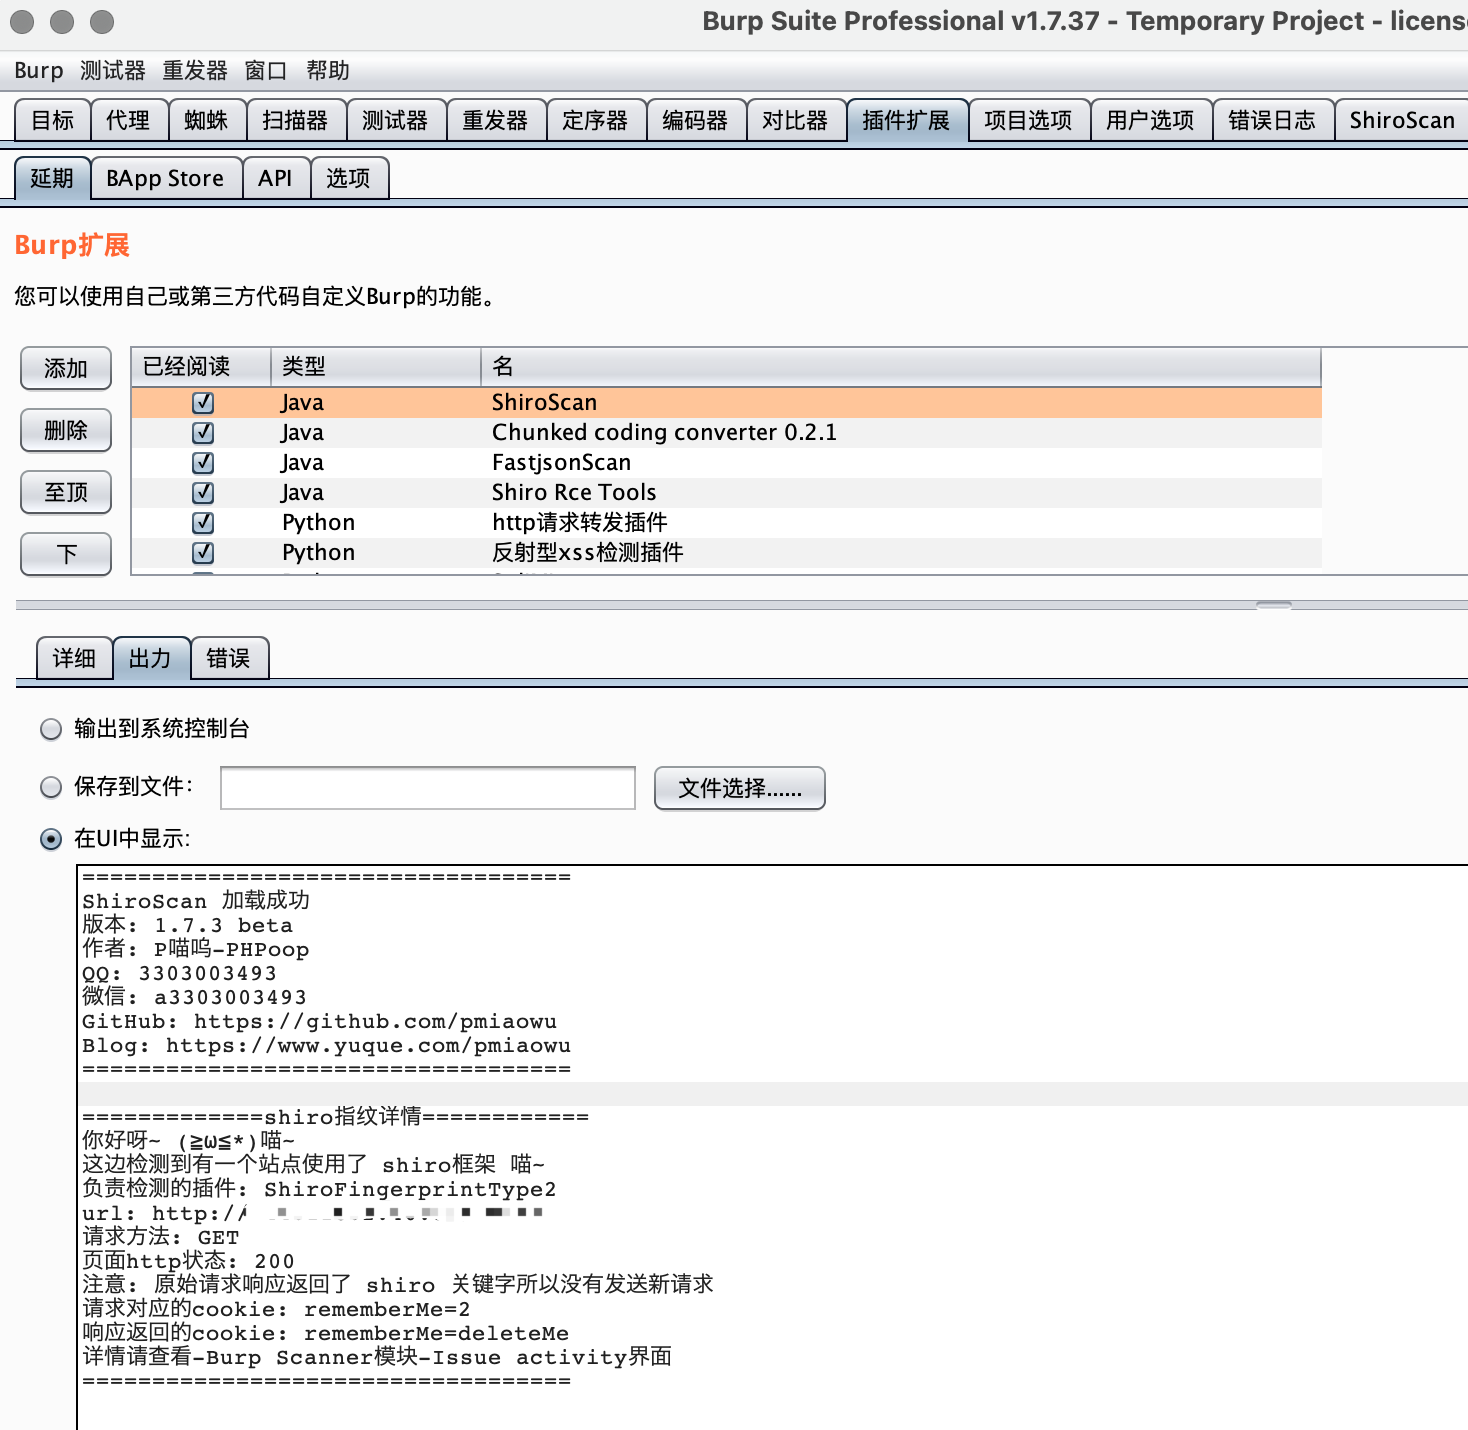 Burp Suite Professional v1.7.37 - Temporary Project - licens
Burp 测试器 重发器 窗口 帮助
目标 代理 蜘蛛 扫描器 测试器 重发器 定序器 编码器 对比器 插件扩展 项目选项 用户选项 错误日志 ShiroScan
延期 BApp Store API 选项
Burp扩展
您可以使用自己或第三方代码自定义Burp的功能。
添加
删除
至顶
下
已经阅读 类型 名
Java ShiroScan
Java Chunked coding converter 0.2.1
Java FastjsonScan
Java Shiro Rce Tools
Python http请求转发插件
Python 反射型xss检测插件
详细 出力 错误
输出到系统控制台
保存到文件: 文件选择......
在UI中显示:
===================================
ShiroScan 加载成功
版本: 1.7.3 beta
作者: P喵呜-PHPoop
QQ: 3303003493
微信: a3303003493
GitHub: https://github.com/pmiaowu
Blog: https://www.yuque.com/pmiaowu
===================================
=============shiro指纹详情============
你好呀~ (≧ω≦*)喵~
这边检测到有一个站点使用了 shiro框架 喵~
负责检测的插件: ShiroFingerprintType2
url: http://
请求方法: GET
页面http状态: 200
注意: 原始请求响应返回了 shiro 关键字所以没有发送新请求
请求对应的cookie: rememberMe=2
响应返回的cookie: rememberMe=deleteMe
详情请查看-Burp Scanner模块-Issue activity界面
===================================